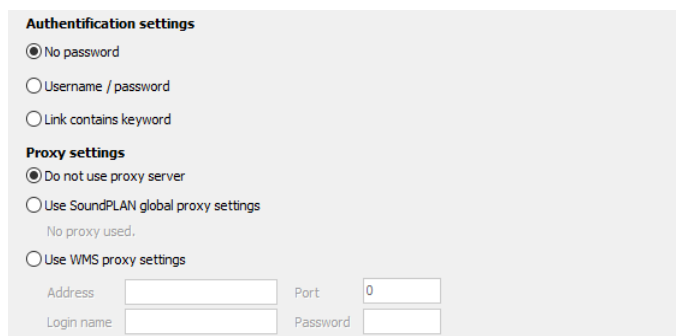 Authentification settings
No password
Username / password
Link contains keyword
Proxy settings
Do not use proxy server
Use SoundPLAN global proxy settings
No proxy used.
Use WMS proxy settings
Address Port 0
Login name Password